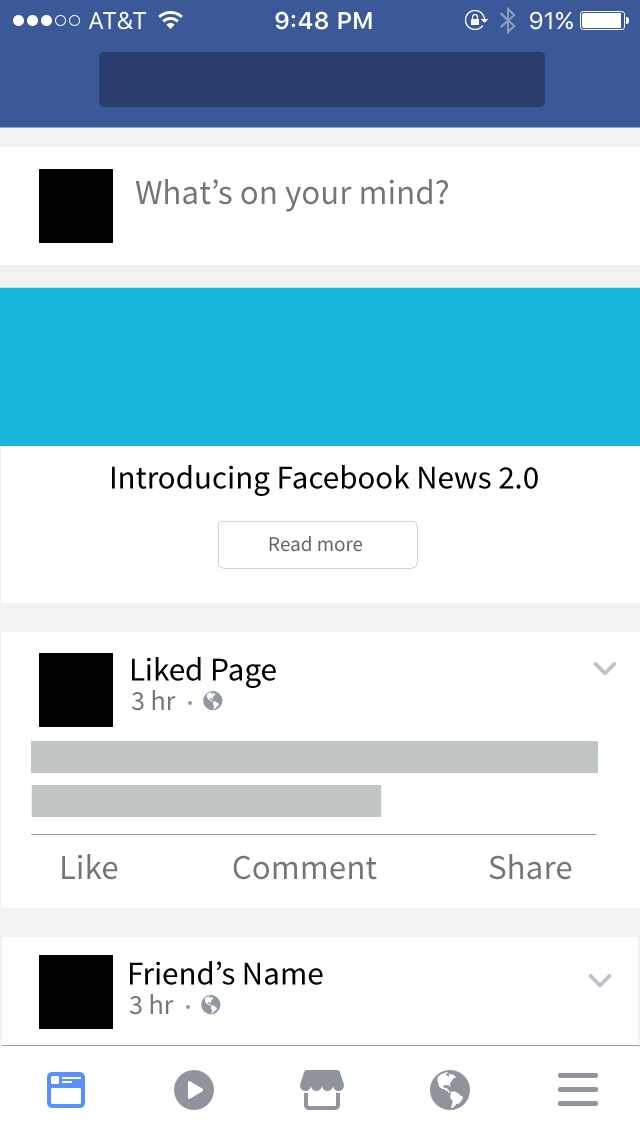 AT&T 9:48 PM 91%
What’s on your mind?
Introducing Facebook News 2.0
Read more
Liked Page
3 hr ·
Like Comment Share
Friend’s Name
3 hr ·